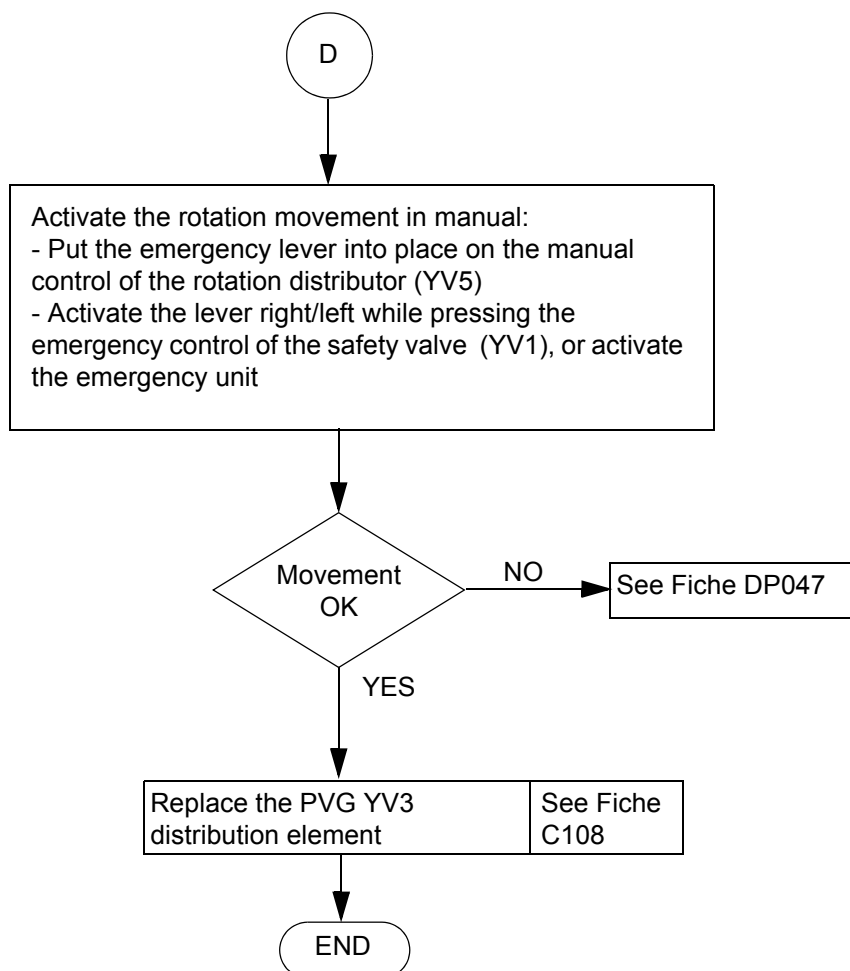 D
Activate the rotation movement in manual:
- Put the emergency lever into place on the manual
control of the rotation distributor (YV5)
- Activate the lever right/left while pressing the
emergency control of the safety valve  (YV1), or activate
the emergency unit
Movement
OK
NO
See Fiche DP047
YES
Replace the PVG YV3
distribution element
See Fiche
C108
END